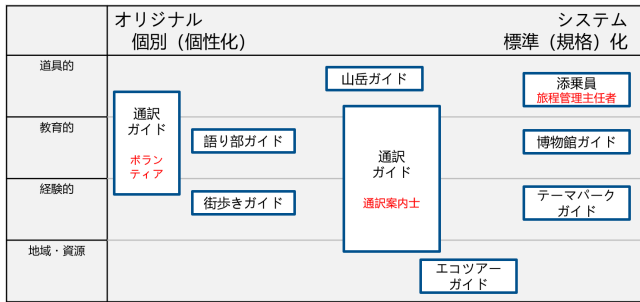 オリジナル
個別（個性化）
システム
標準（規格）化
道具的
山岳ガイド
添乗員
旅程管理主任者
通訳
ガイド
ボラン
ティア
教育的
語り部ガイド
通訳
ガイド
通訳案内士
博物館ガイド
経験的
街歩きガイド
テーマパーク
ガイド
地域・資源
エコツアー
ガイド